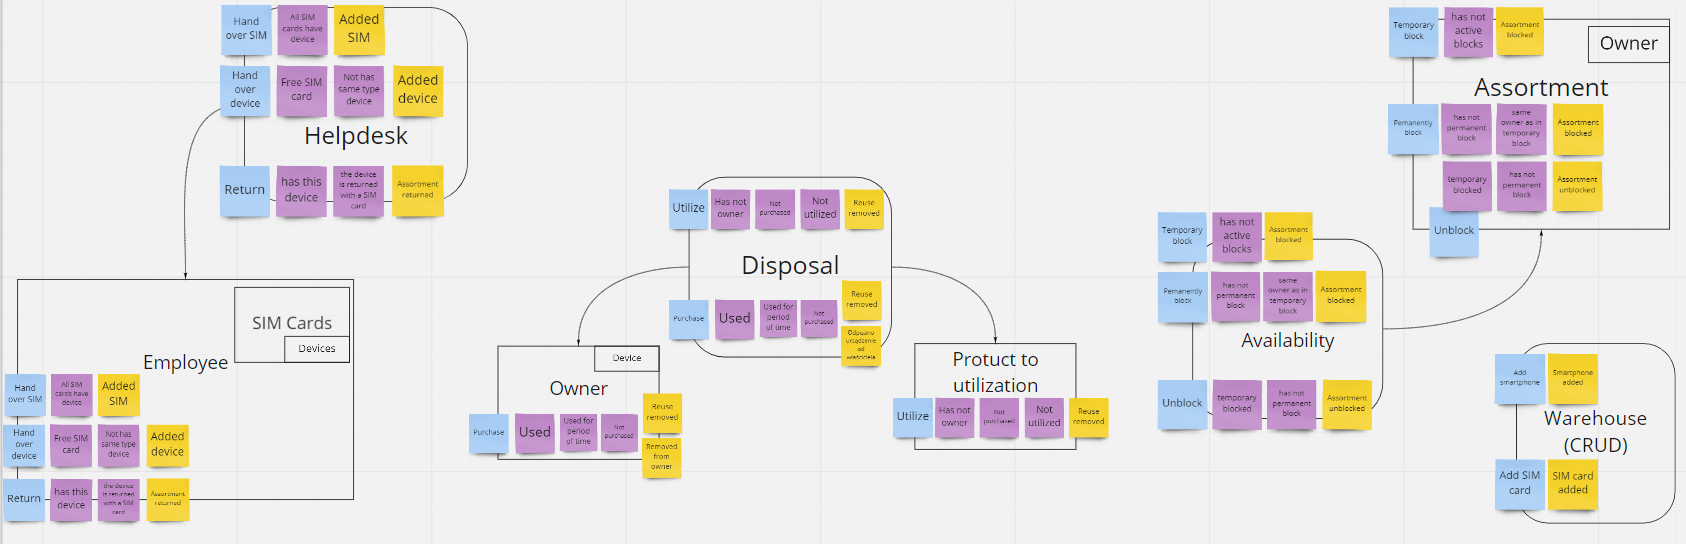 Hand
over SIM
All SIM
cards have
device
Added
SIM
Hand
over
device
Free SIM
card
Not has
same type
device
Added
device
Helpdesk
Return
has this
device
the device
is returned
with a SIM
card
Assortment
returned
SIM Cards
Devices
Employee
Hand
over SIM
All SIM
cards have
device
Added
SIM
Hand
over
device
Free SIM
card
Not has
same type
device
Added
device
Return
has this
device
the device
is returned
with a SIM
card
Assortment
returned
Utilize
Has not
owner
Not
purchased
Not
utilized
Reuse
removed
Disposal
Purchase
Used
Used for
period
of time
Not
purchased
Reuse
removed
Odpisano
urządzenie
od
właściciela
Device
Owner
Purchase
Used
Used for
period
of time
Not
purchased
Reuse
removed
Removed
from
owner
Protuct to
utilization
Utilize
Has not
owner
Not
purchased
Not
utilized
Reuse
removed
Temporary
block
has not
active
blocks
Assortment
blocked
Pemanently
block
has not
permanent
block
same
owner as in
temporary
block
Assortment
blocked
Availability
Unblock
temporary
blocked
has not
permanent
block
Assortment
unblocked
Temporary
block
has not
active
blocks
Assortment
blocked
Owner
Assortment
Pemanently
block
has not
permanent
block
same
owner as in
temporary
block
Assortment
blocked
temporary
blocked
has not
permanent
block
Assortment
unblocked
Unblock
Add
smartphone
Smartphone
added
Warehouse
(CRUD)
Add SIM
card
SIM card
added